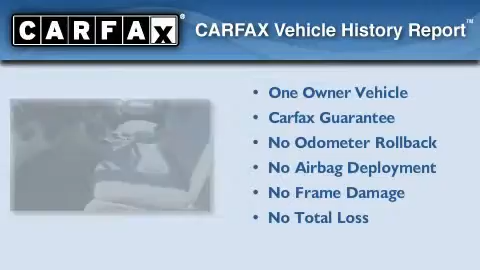 CARFAX® CARFAX Vehicle History Report™
• One Owner Vehicle
• Carfax Guarantee
• No Odometer Rollback
• No Airbag Deployment
• No Frame Damage
• No Total Loss